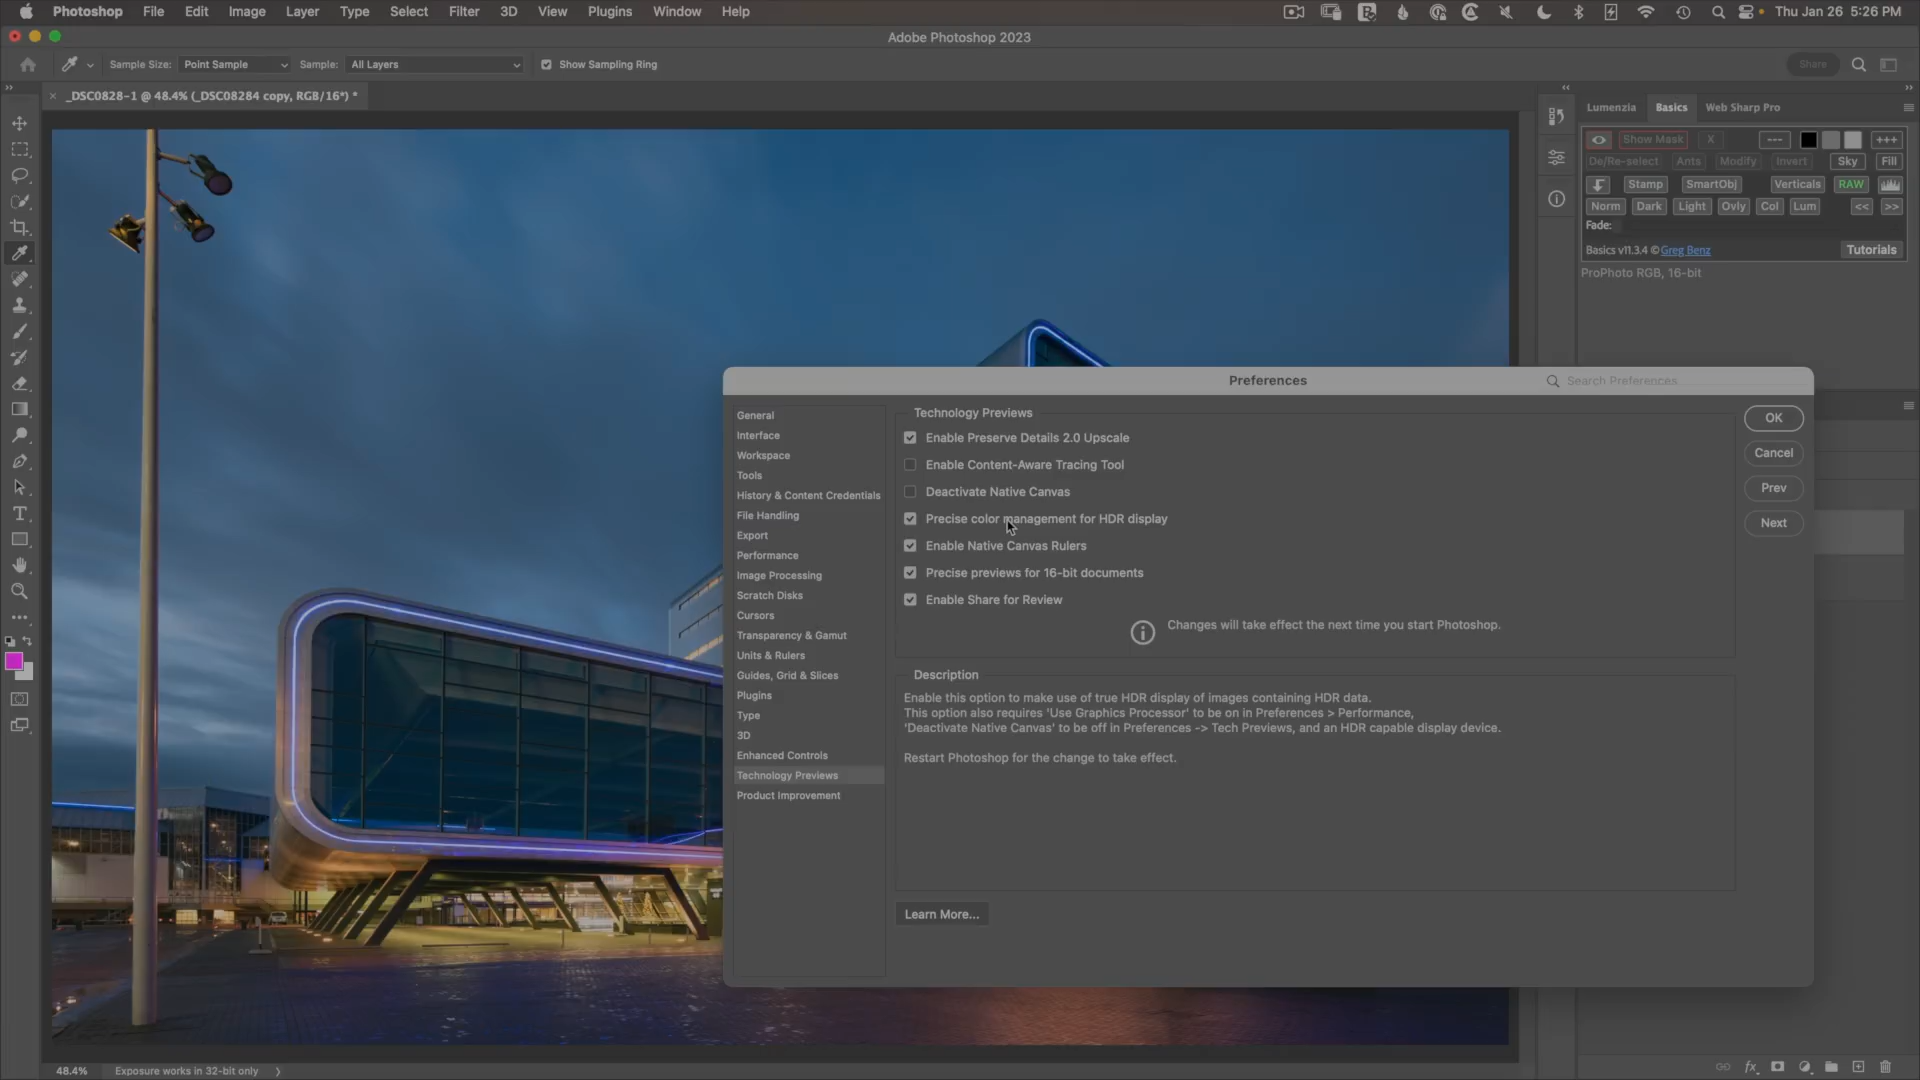 Photoshop File Edit Image Layer Type Select Filter 3D View Plugins Window Help Thu Jan 26 5:26 PM
Adobe Photoshop 2023
Sample Size: Point Sample Sample: All Layers Show Sampling Ring Share
_DSC0828-1 @ 48.4% (_DSC08284 copy, RGB/16*) *
Lumenzia Basics Web Sharp Pro
Show Mask X --- +++
De/Re-select Ants Modify Invert Sky Fill
Stamp SmartObj Verticals RAW
Norm Dark Light Ovly Col Lum << >>
Fade:
Basics v11.3.4 © Greg Benz Tutorials
ProPhoto RGB, 16-bit
Preferences Search Preferences
General
Interface
Workspace
Tools
History & Content Credentials
File Handling
Export
Performance
Image Processing
Scratch Disks
Cursors
Transparency & Gamut
Units & Rulers
Guides, Grid & Slices
Plugins
Type
3D
Enhanced Controls
Technology Previews
Product Improvement
Technology Previews
Enable Preserve Details 2.0 Upscale
Enable Content-Aware Tracing Tool
Deactivate Native Canvas
Precise color management for HDR display
Enable Native Canvas Rulers
Precise previews for 16-bit documents
Enable Share for Review
Changes will take effect the next time you start Photoshop.
Description
Enable this option to make use of true HDR display of images containing HDR data.
This option also requires 'Use Graphics Processor' to be on in Preferences > Performance,
'Deactivate Native Canvas' to be off in Preferences -> Tech Previews, and an HDR capable display device.
Restart Photoshop for the change to take effect.
Learn More...
OK
Cancel
Prev
Next
48.4% Exposure works in 32-bit only